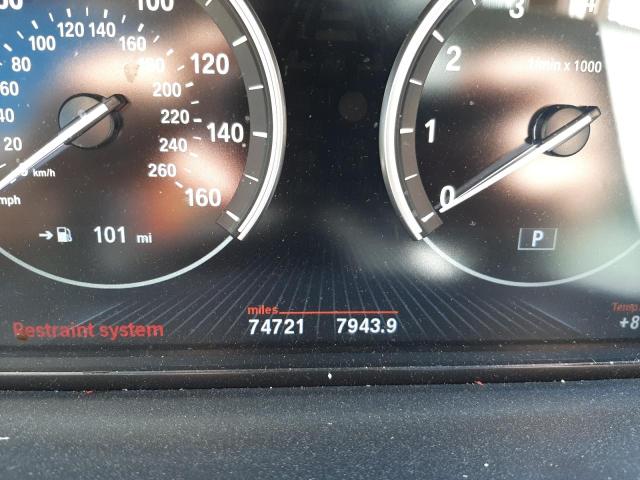 100
120 140
100 160
80 180 120
60 200
40 220 140
20 240
km/h 260
mph 160
101 mi
3
2 1/min x 1000
1
0
P
miles
74721 7943.9
Restraint system
+8